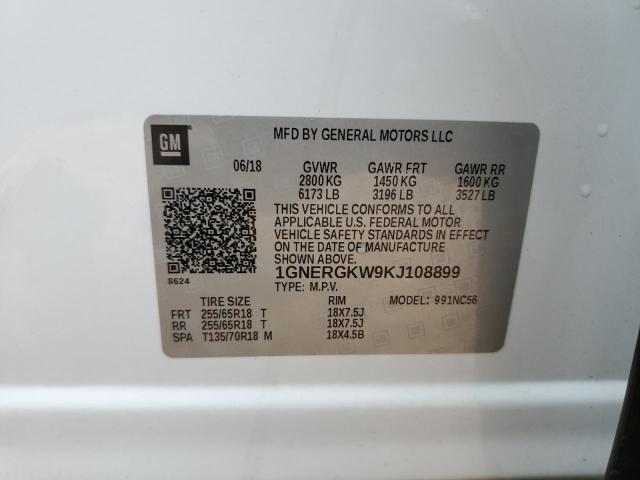 GM
MFD BY GENERAL MOTORS LLC
06/18 GVWR GAWR FRT GAWR RR
2800 KG 1450 KG 1600 KG
6173 LB 3196 LB 3527 LB
THIS VEHICLE CONFORMS TO ALL
APPLICABLE U.S. FEDERAL MOTOR
VEHICLE SAFETY STANDARDS IN EFFECT
ON THE DATE OF MANUFACTURE
SHOWN ABOVE.
8624
1GNERGKW9KJ108899
TYPE: M.P.V. MODEL: 991NC56
TIRE SIZE RIM
FRT 255/65R18 T 18X7.5J
RR 255/65R18 T 18X7.5J
SPA T135/70R18 M 18X4.5B